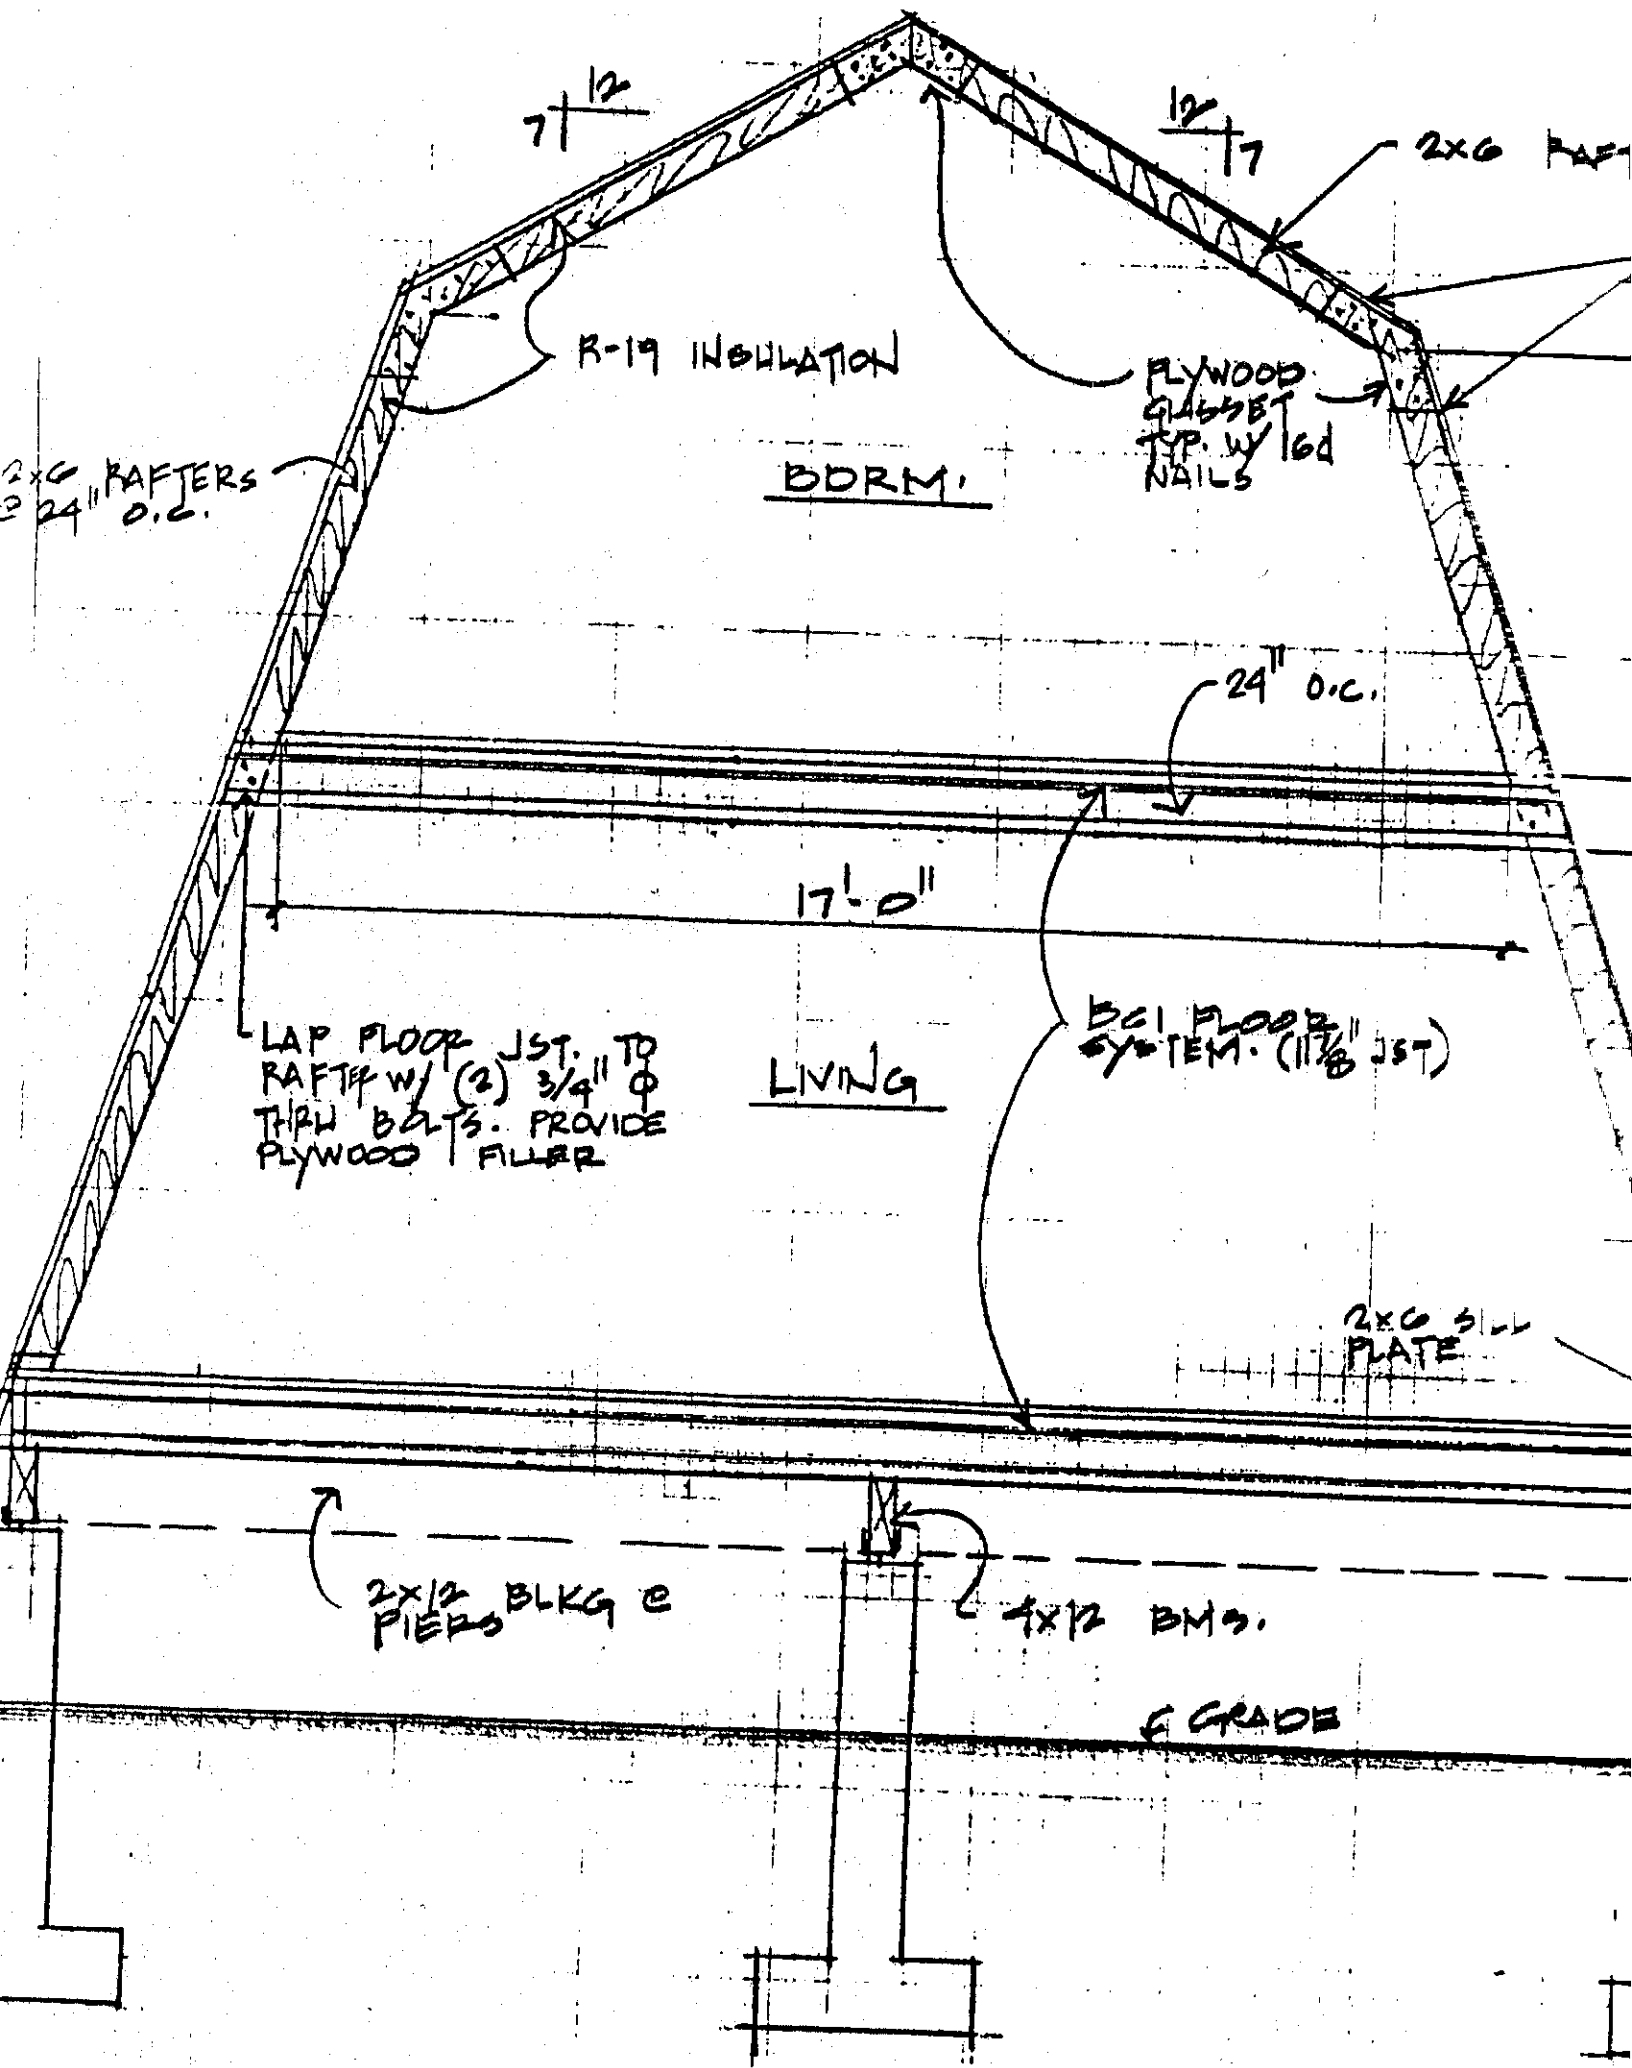 12
7
12
7
2x6 RAFT
R-19 INSULATION
PLYWOOD
GUSSET
TYP. W/ 16d
NAILS
2x6 RAFTERS
@ 24" O.C.
BDRM.
24" O.C.
17'-0"
LAP FLOOR JST. TO
RAFTER W/ (2) 3/4" Φ
THRU BOLTS. PROVIDE
PLYWOOD FILLER
LIVING
BCI FLOOR
SYSTEM. (11 7/8" JST)
2x6 SILL
PLATE
2x12 BLKG @
PIERS
4x12 BMS.
GRADE